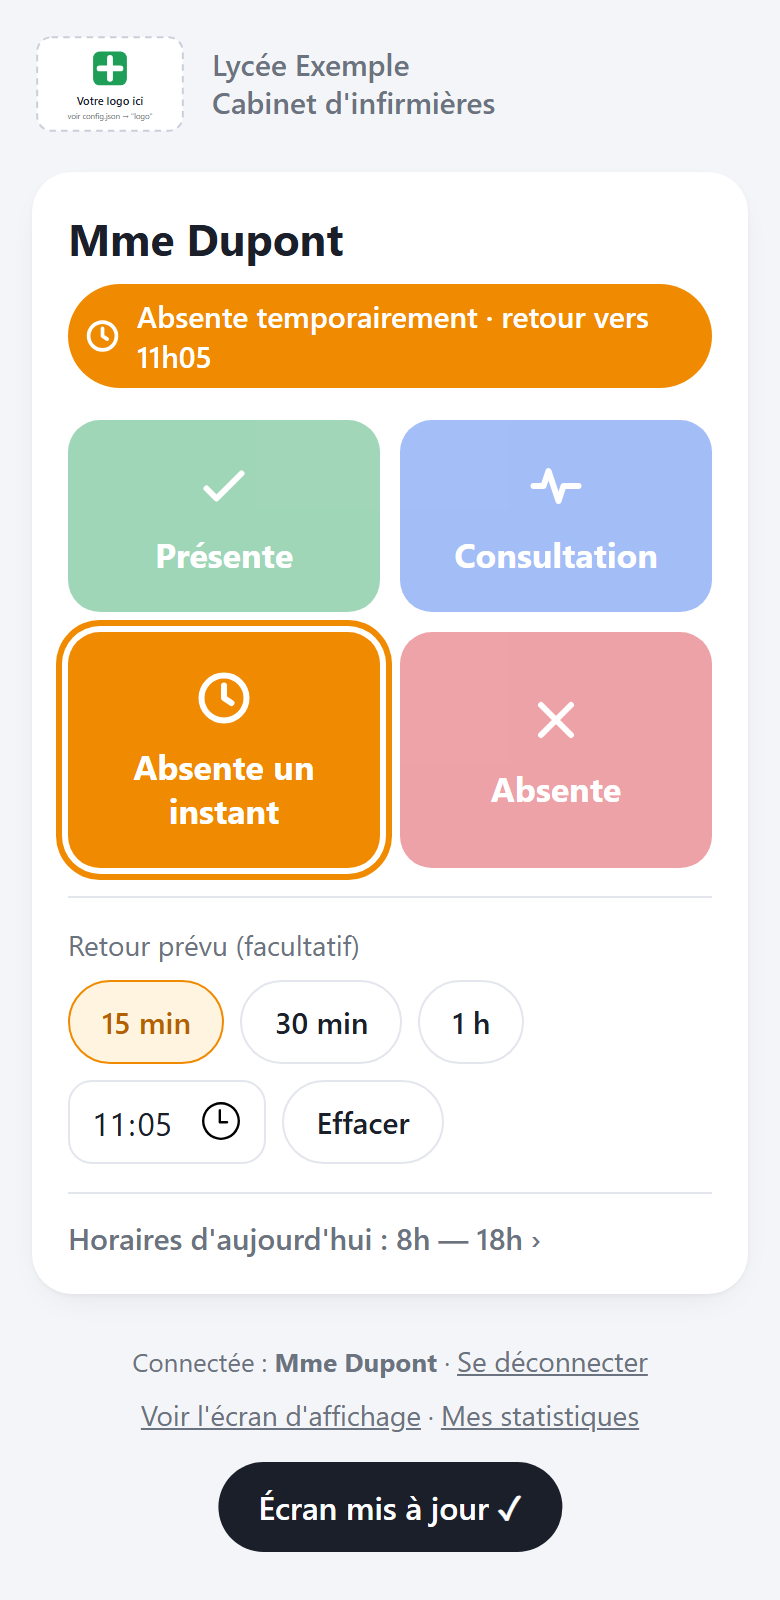 Votre logo ici
voir config.json → "logo"
Lycée Exemple
Cabinet d'infirmières
Mme Dupont
Absente temporairement · retour vers
11h05
Présente
Consultation
Absente un
instant
Absente
Retour prévu (facultatif)
15 min
30 min
1 h
11:05
Effacer
Horaires d'aujourd'hui : 8h — 18h ›
Connectée : Mme Dupont · Se déconnecter
Voir l'écran d'affichage · Mes statistiques
Écran mis à jour ✓